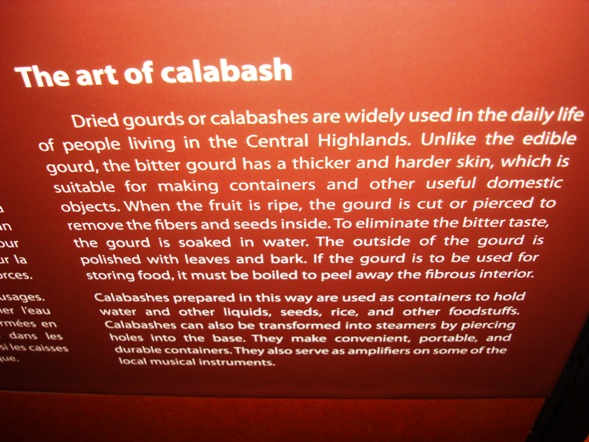 The art of calabash
Dried gourds or calabashes are widely used in the daily life
of people living in the Central Highlands. Unlike the edible
gourd, the bitter gourd has a thicker and harder skin, which is
suitable for making containers and other useful domestic
objects. When the fruit is ripe, the gourd is cut or pierced to
remove the fibers and seeds inside. To eliminate the bitter taste,
the gourd is soaked in water. The outside of the gourd is
polished with leaves and bark. If the gourd is to be used for
storing food, it must be boiled to peel away the fibrous interior.
Calabashes prepared in this way are used as containers to hold
water and other liquids, seeds, rice, and other foodstuffs.
Calabashes can also be transformed into steamers by piercing
holes into the base. They make convenient, portable, and
durable containers. They also serve as amplifiers on some of the
local musical instruments.
ur la
usages.
l'eau
en
dans les
les caisses